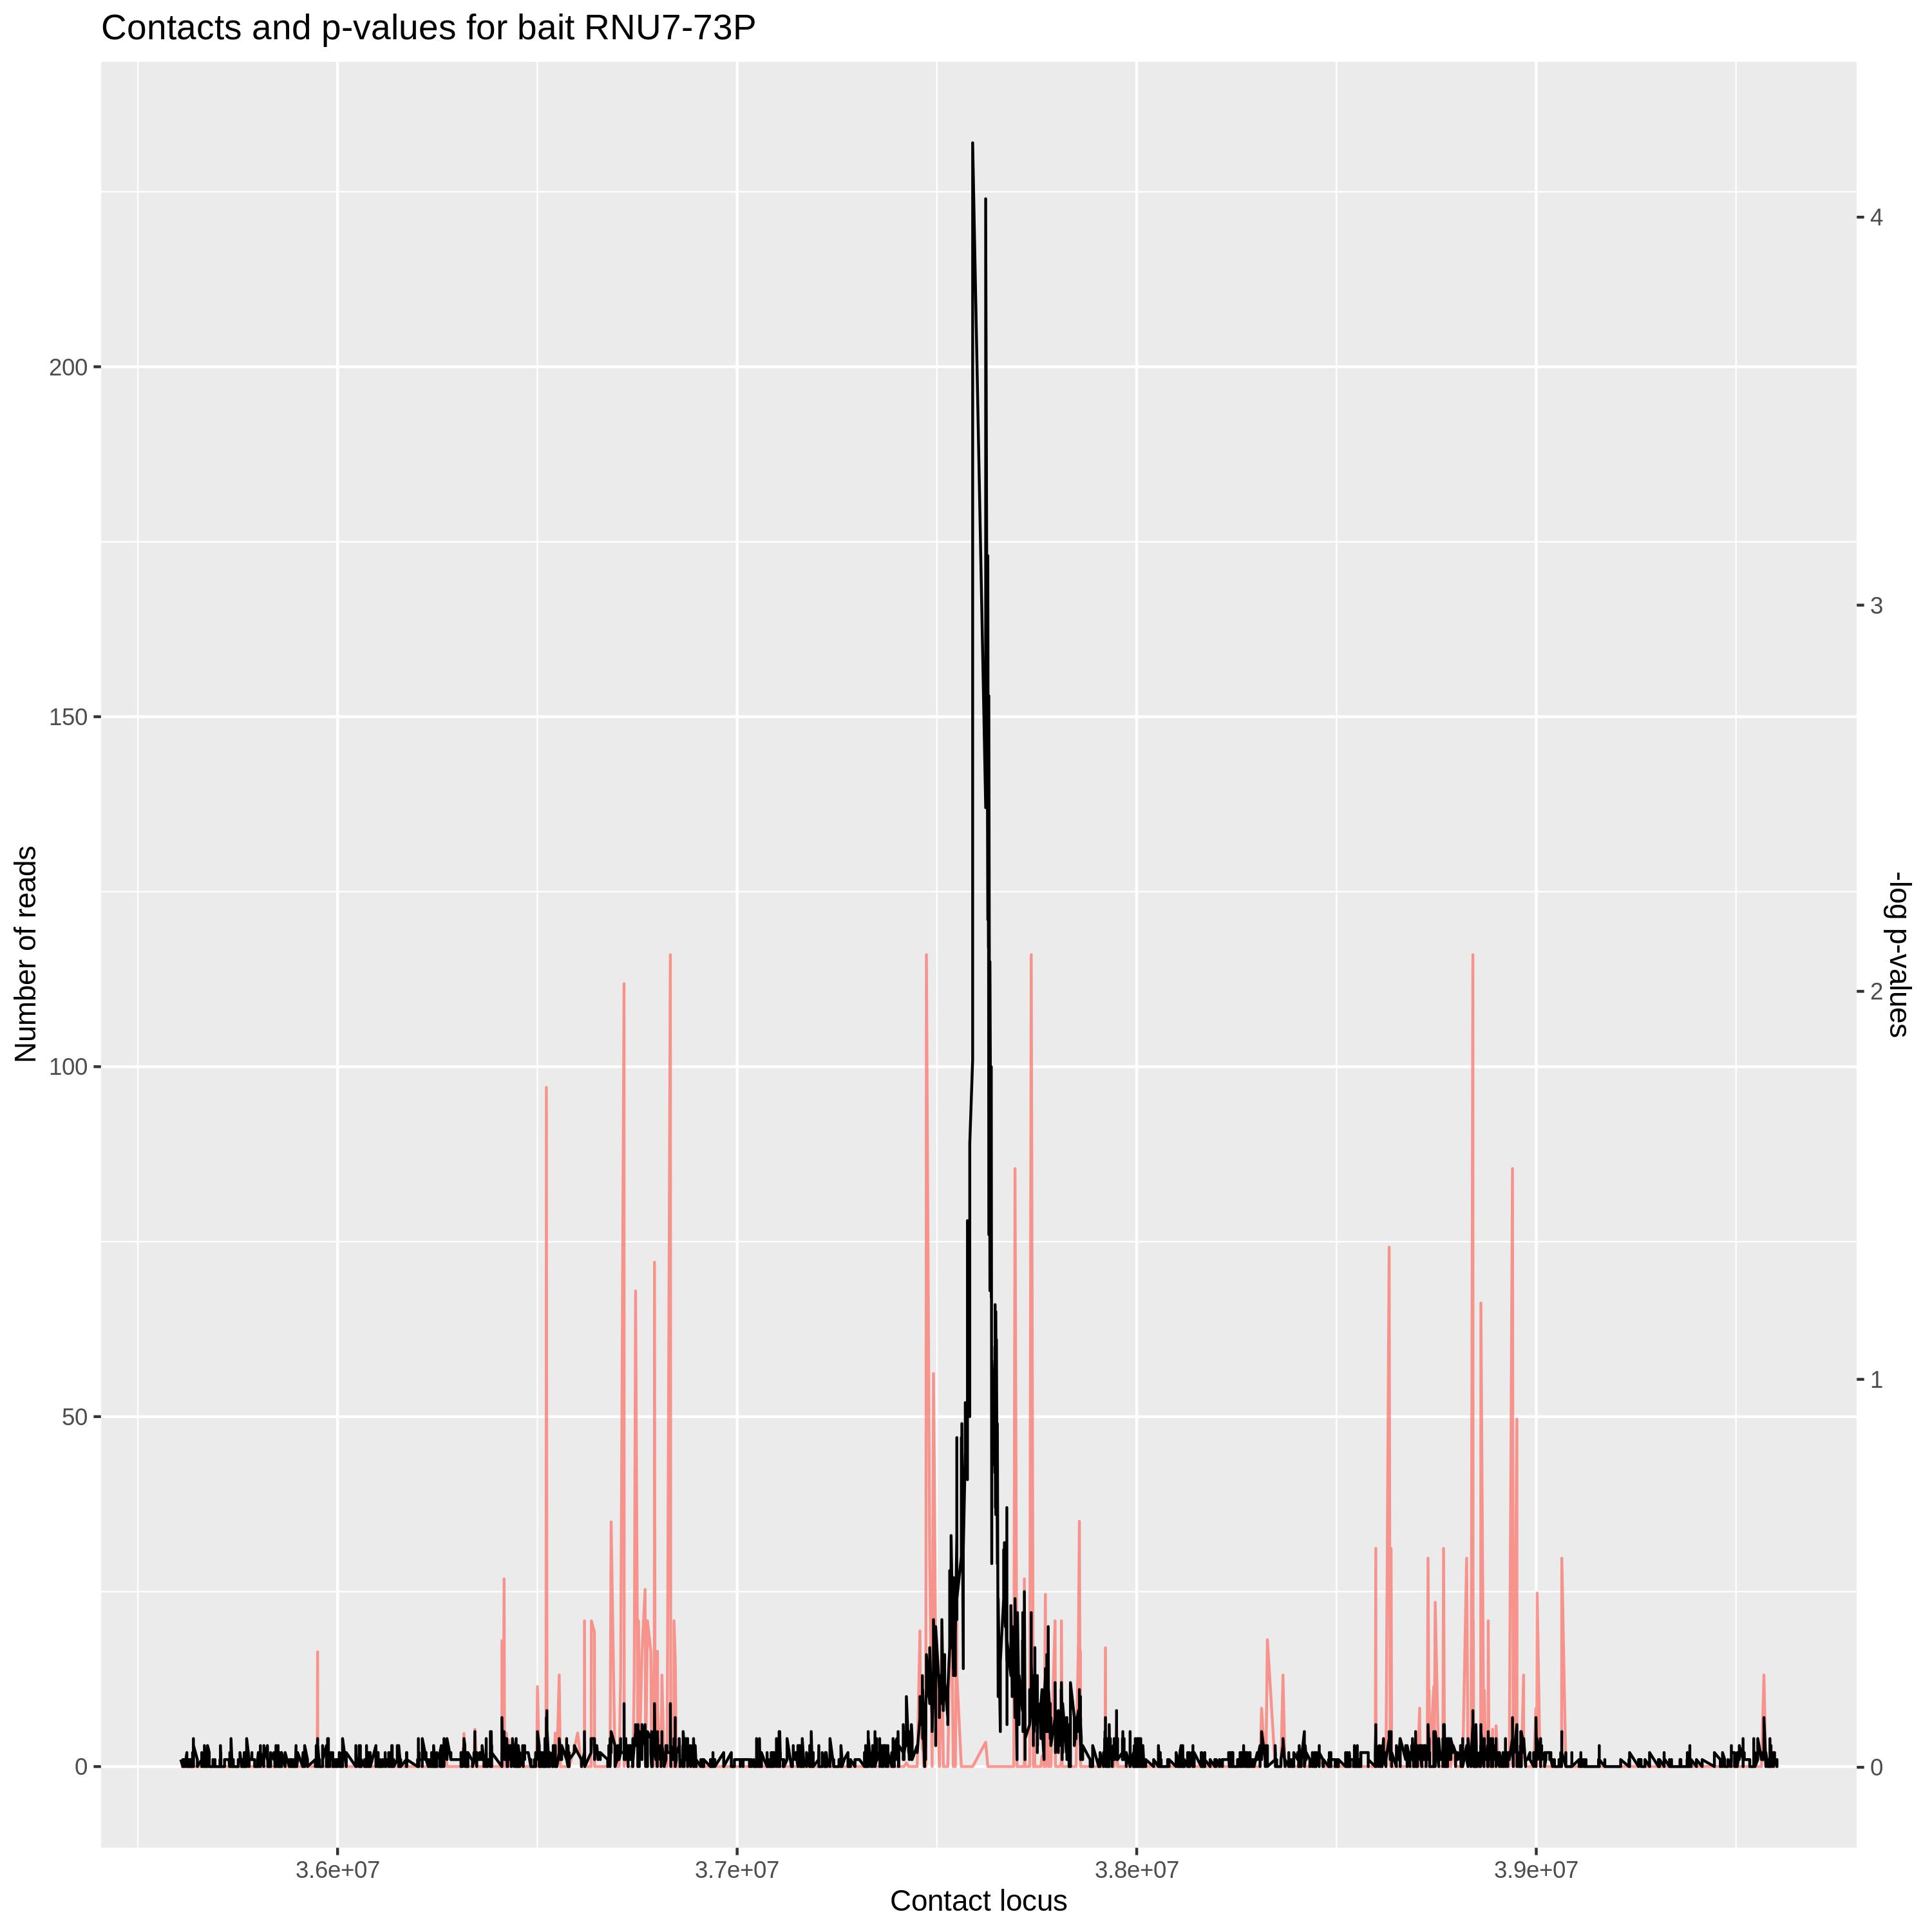 Contacts and p-values for bait RNU7-73P
Number of reads
200
150
100
50
0
4
3
2
1
0
-log p-values
3.6e+07 3.7e+07 3.8e+07 3.9e+07
Contact locus